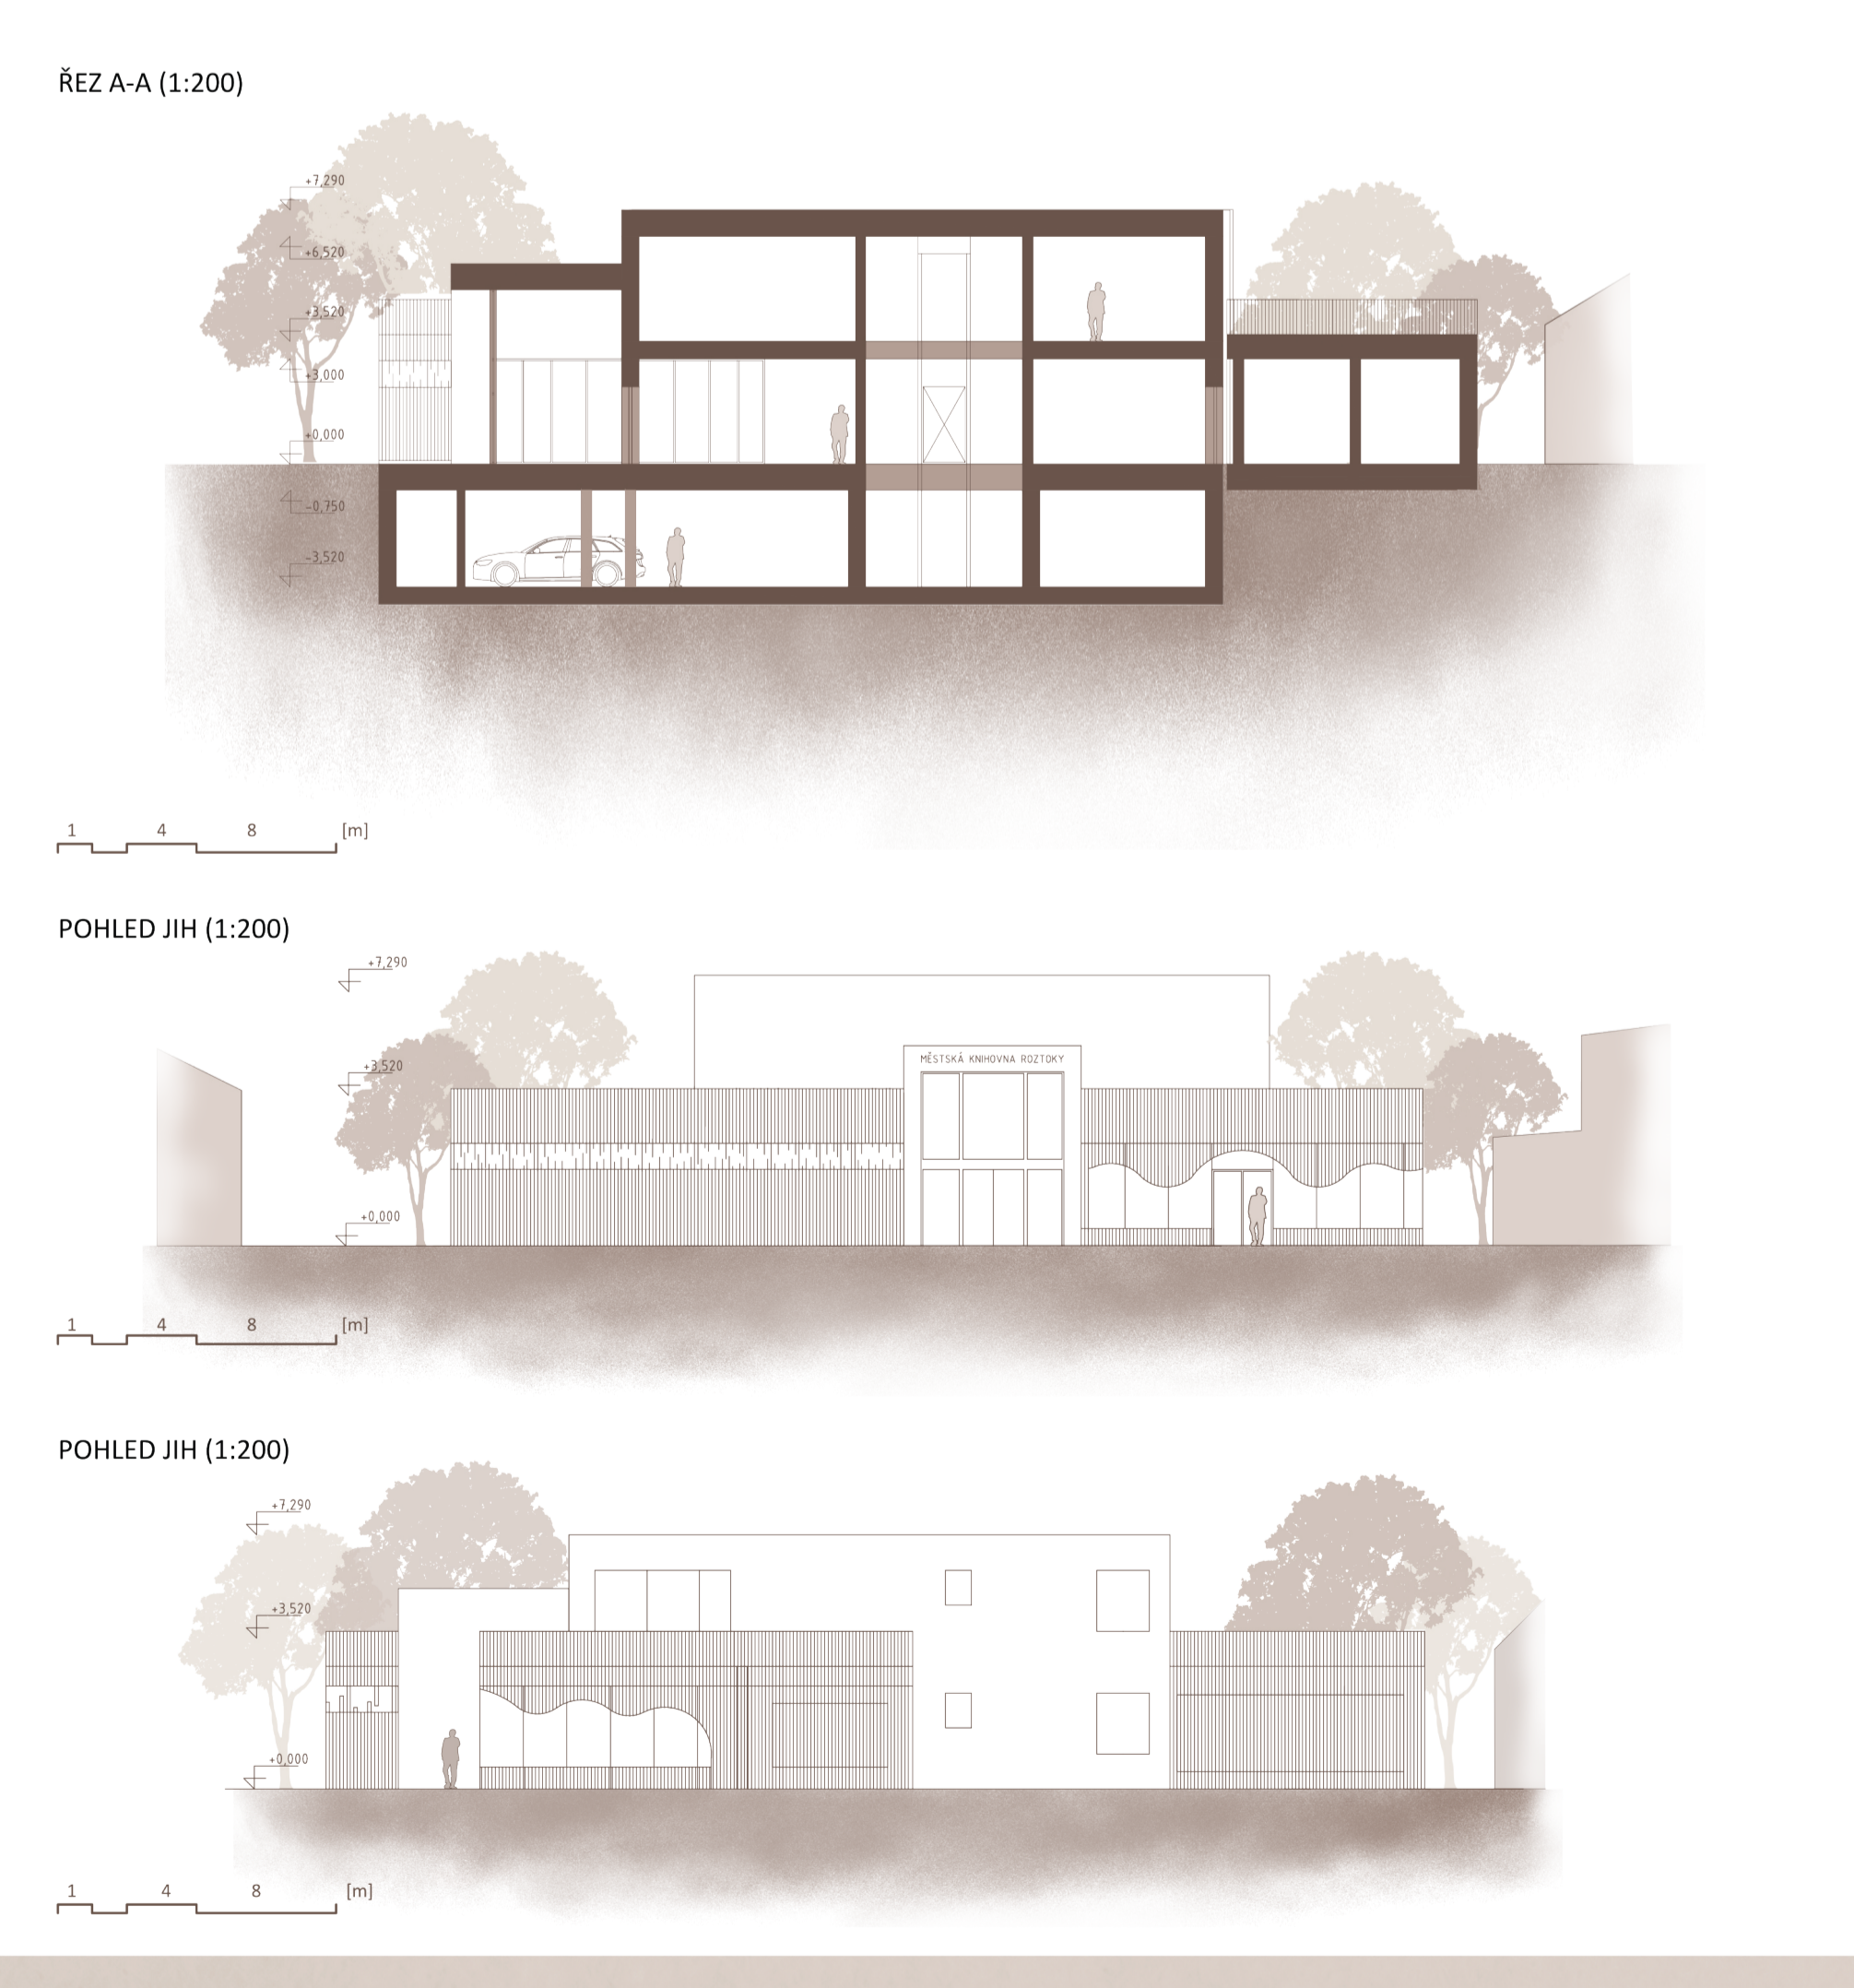 ŘEZ A-A (1:200)
+7,290
+6,520
+3,520
+3,000
+0,000
-0,750
-3,520
1 4 8 [m]
POHLED JIH (1:200)
+7,290
MĚSTSKÁ KNIHOVNA ROZTOKY
+3,520
+0,000
1 4 8 [m]
POHLED JIH (1:200)
+7,290
+3,520
+0,000
1 4 8 [m]